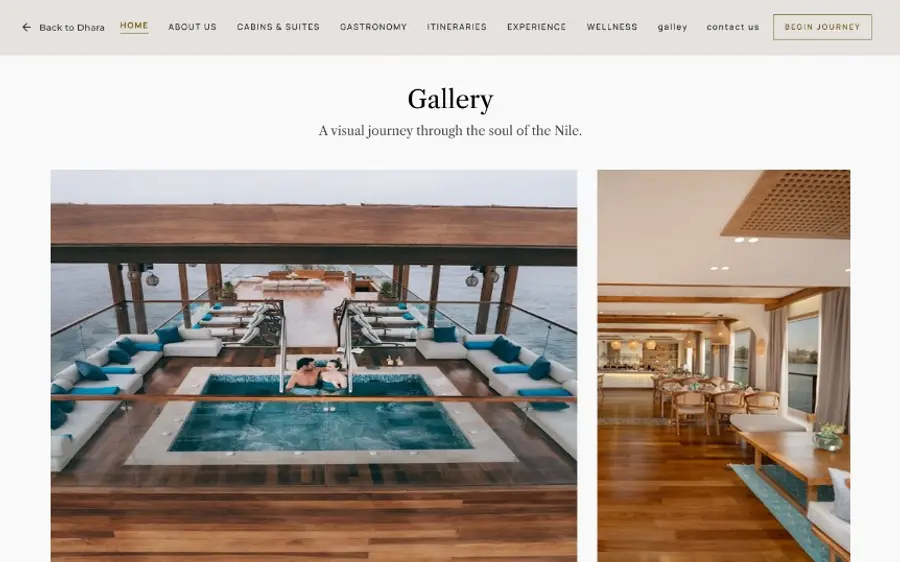 Back to Dhara
HOME
ABOUT US
CABINS & SUITES
GASTRONOMY
ITINERARIES
EXPERIENCE
WELLNESS
galley
contact us
BEGIN JOURNEY
Gallery
A visual journey through the soul of the Nile.